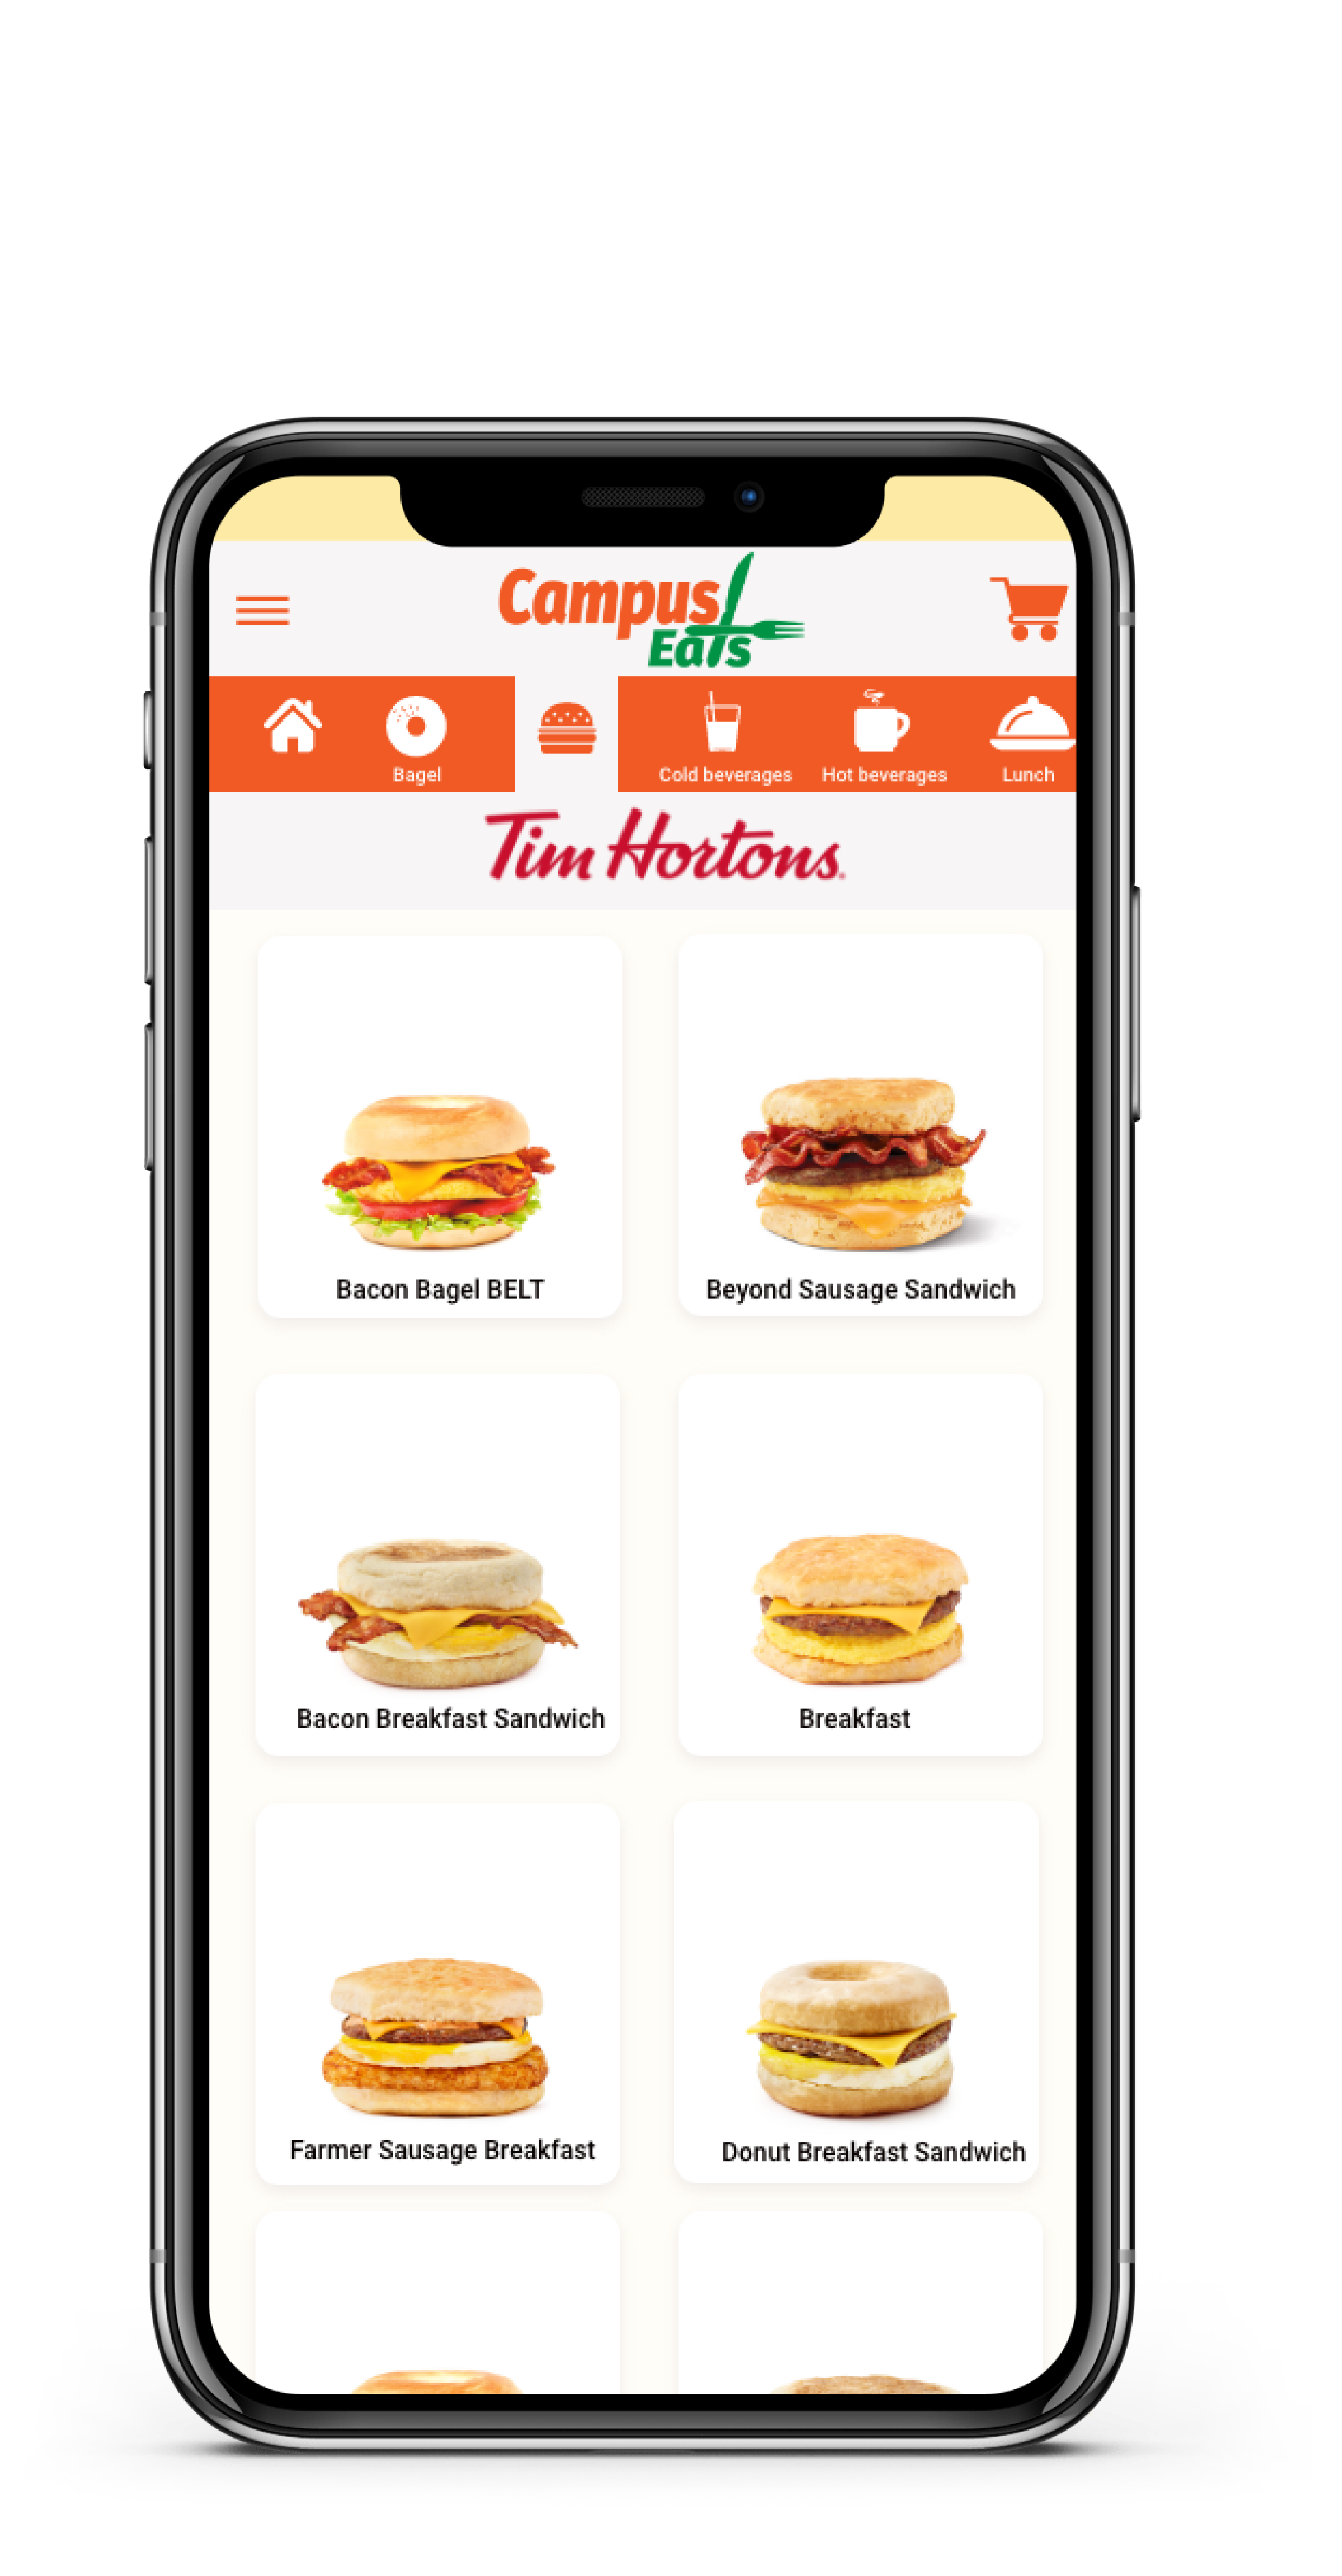 Campus
Eats
Bagel
Cold beverages
Hot beverages
Lunch
Tim Hortons
Bacon Bagel BELT
Beyond Sausage Sandwich
Bacon Breakfast Sandwich
Breakfast
Farmer Sausage Breakfast
Donut Breakfast Sandwich